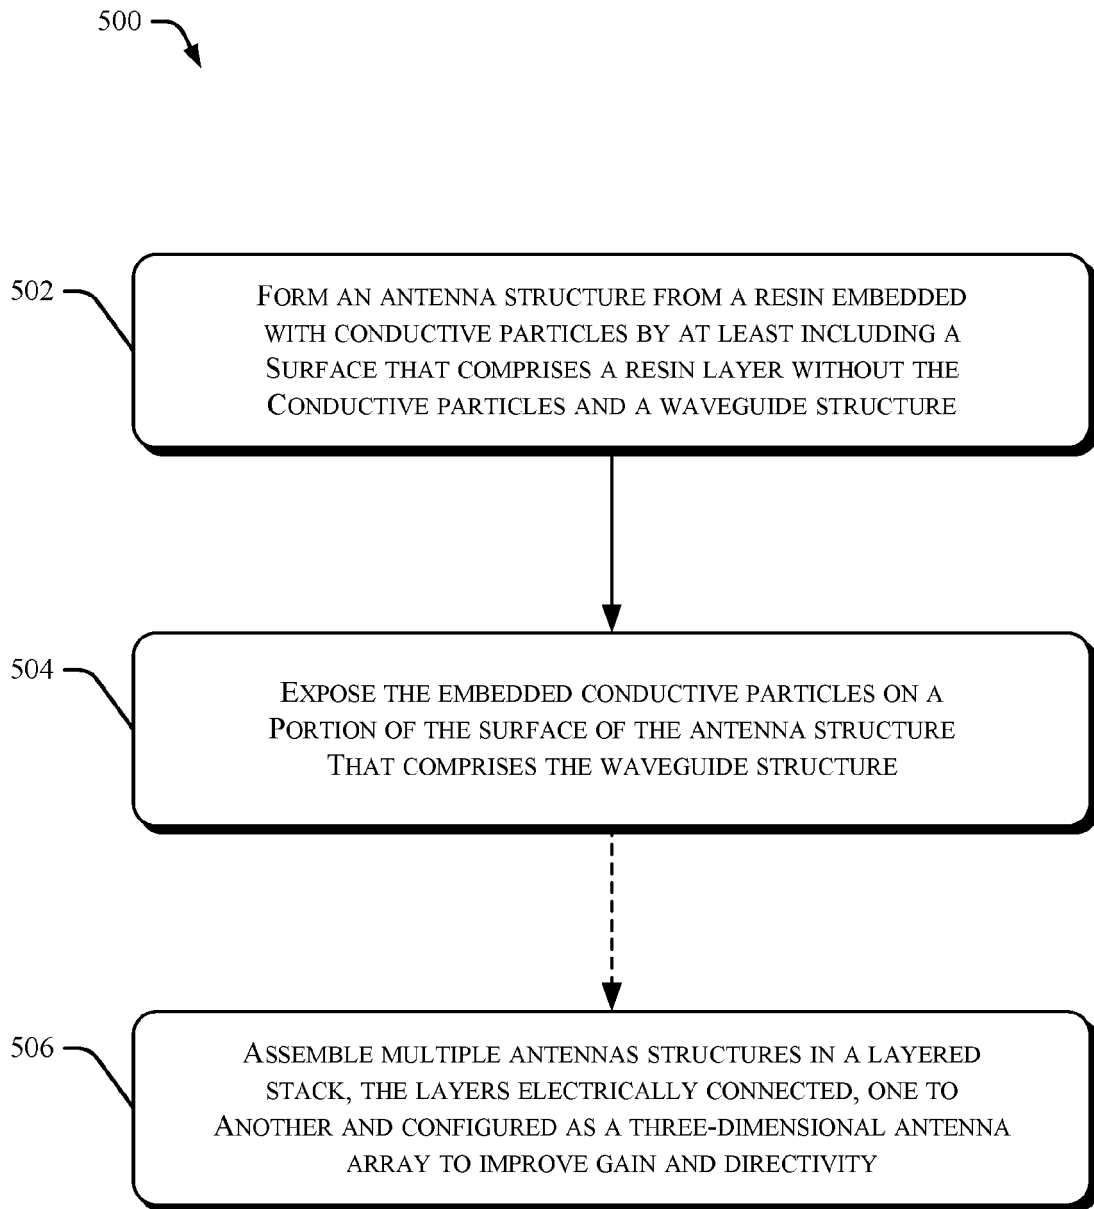 500
502
FORM AN ANTENNA STRUCTURE FROM A RESIN EMBEDDED
WITH CONDUCTIVE PARTICLES BY AT LEAST INCLUDING A
SURFACE THAT COMPRISES A RESIN LAYER WITHOUT THE
CONDUCTIVE PARTICLES AND A WAVEGUIDE STRUCTURE
504
EXPOSE THE EMBEDDED CONDUCTIVE PARTICLES ON A
PORTION OF THE SURFACE OF THE ANTENNA STRUCTURE
THAT COMPRISES THE WAVEGUIDE STRUCTURE
506
ASSEMBLE MULTIPLE ANTENNAS STRUCTURES IN A LAYERED
STACK, THE LAYERS ELECTRICALLY CONNECTED, ONE TO
ANOTHER AND CONFIGURED AS A THREE-DIMENSIONAL ANTENNA
ARRAY TO IMPROVE GAIN AND DIRECTIVITY